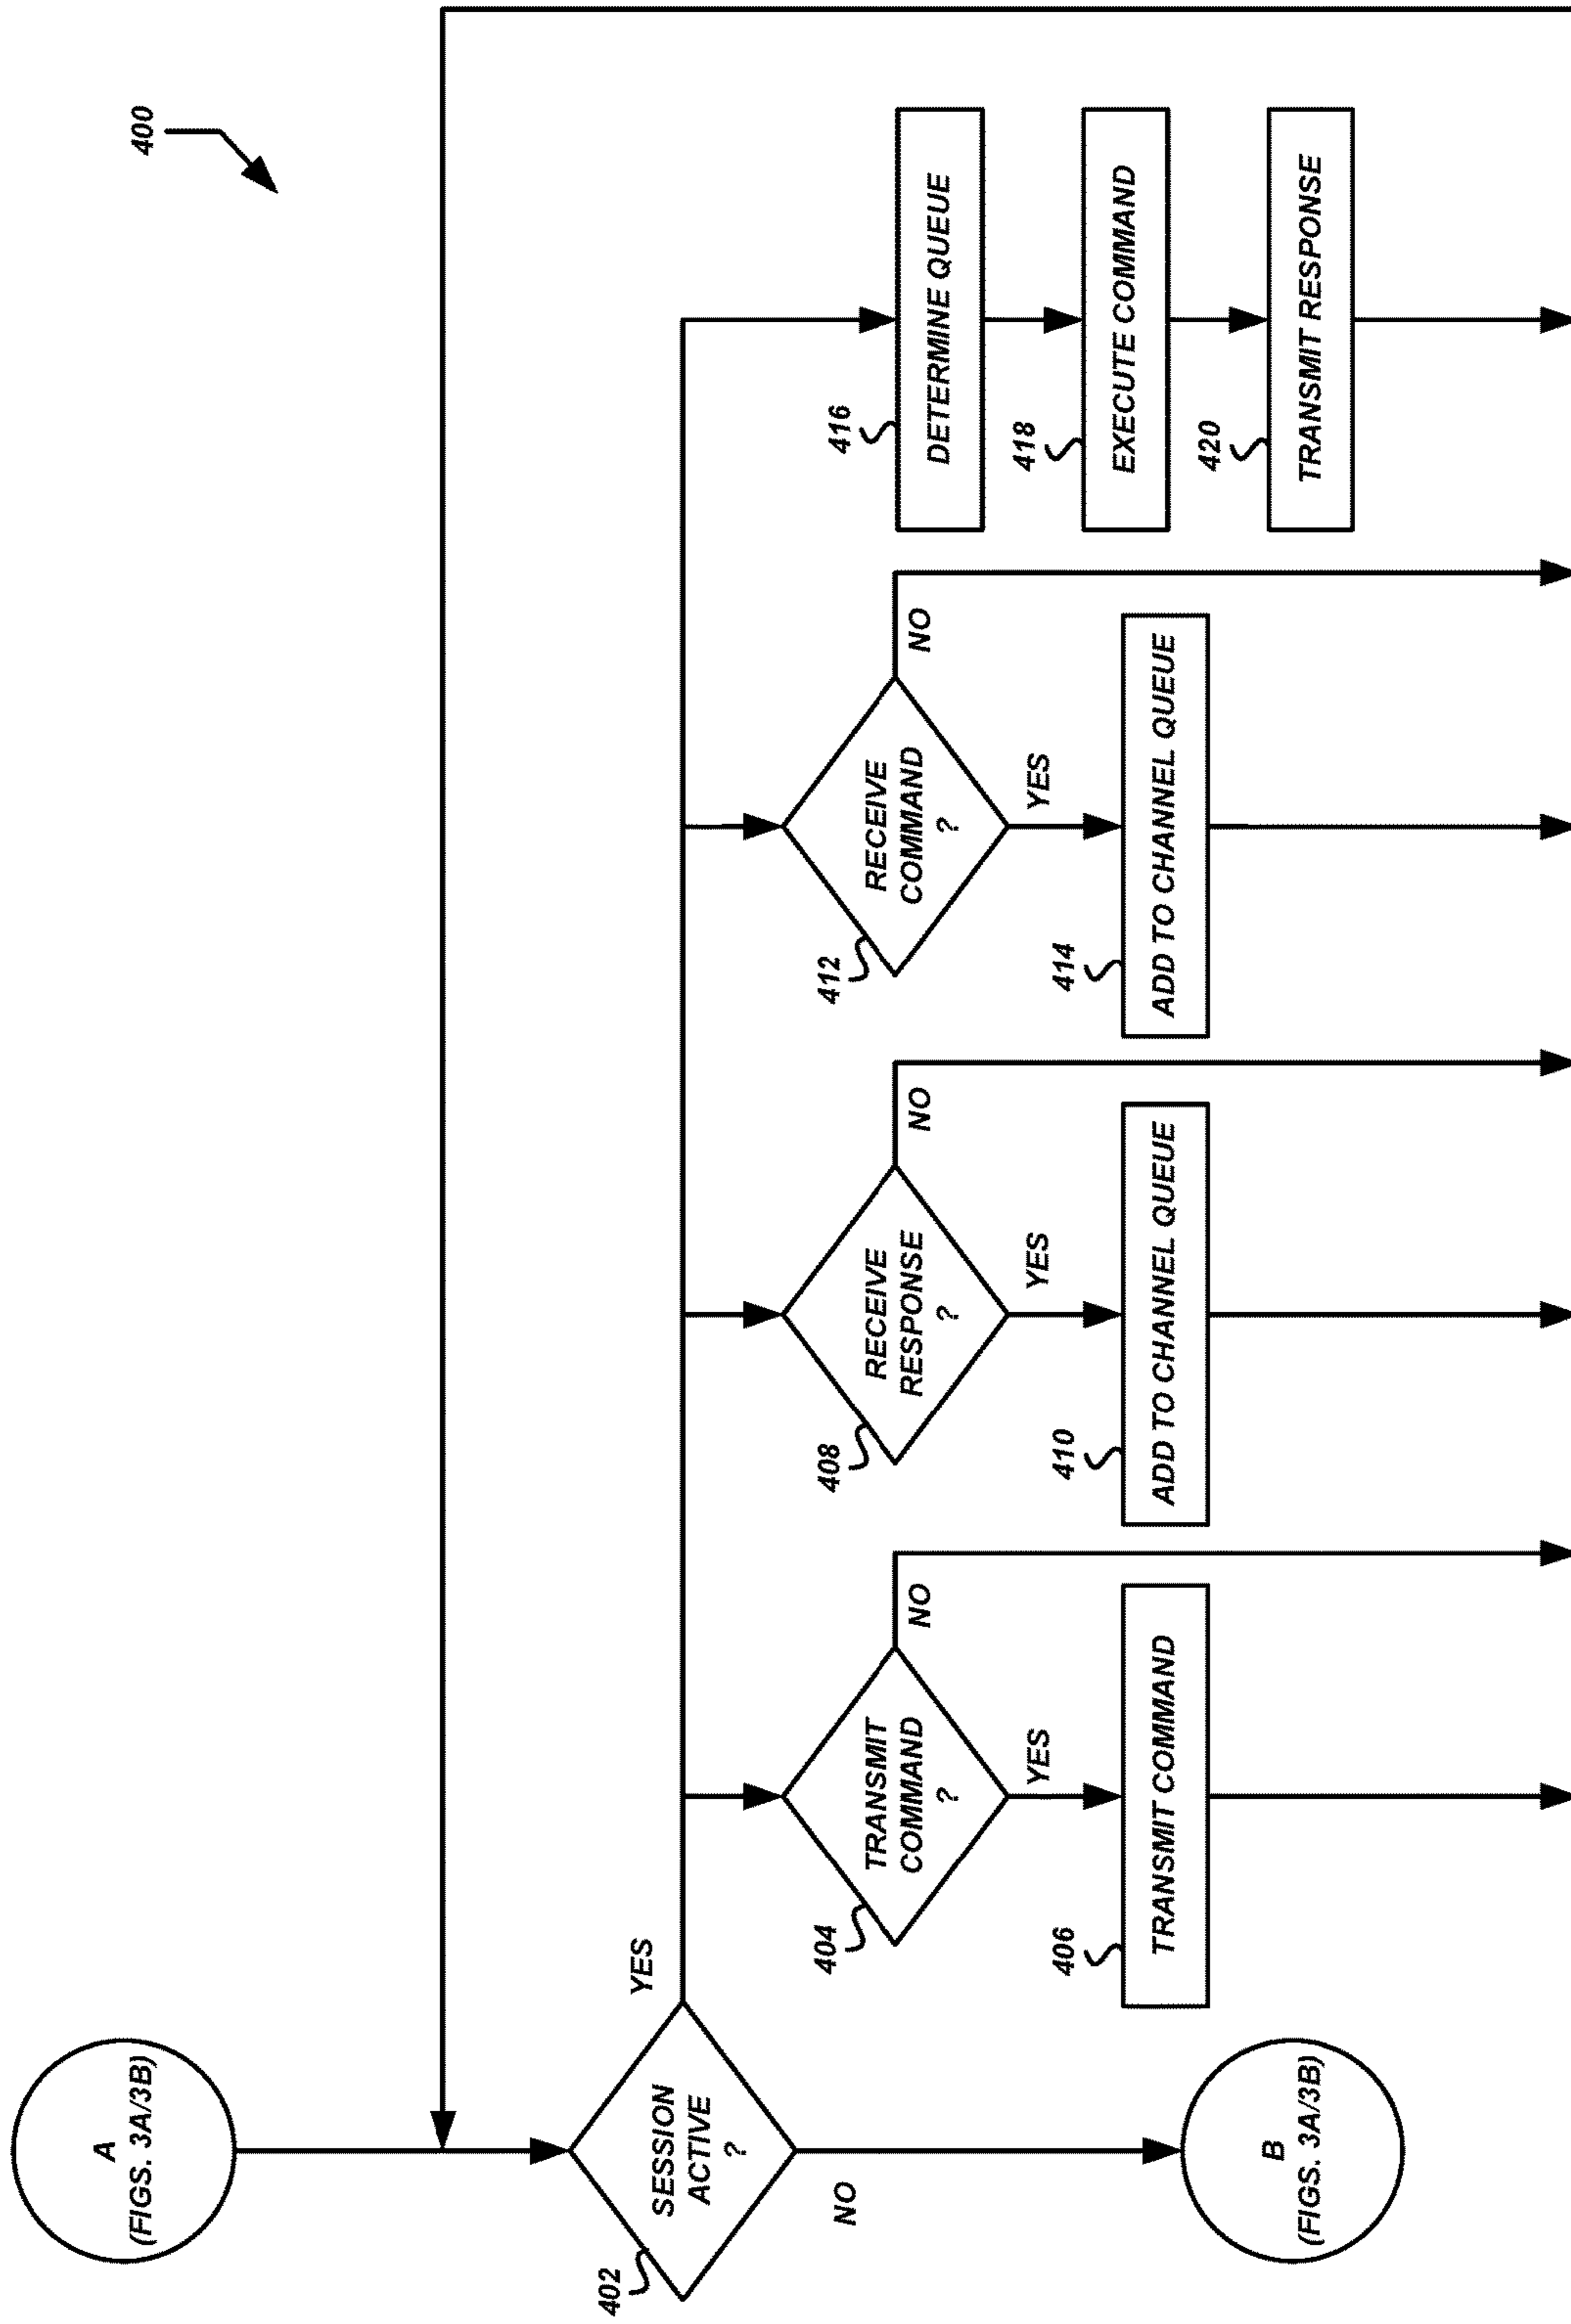 400
A
(FIGS. 3A/3B)
402
SESSION
ACTIVE
?
YES
NO
B
(FIGS. 3A/3B)
404
TRANSMIT
COMMAND
?
NO
YES
406
TRANSMIT COMMAND
408
RECEIVE
RESPONSE
?
NO
YES
410
ADD TO CHANNEL QUEUE
412
RECEIVE
COMMAND
?
NO
YES
414
ADD TO CHANNEL QUEUE
416
DETERMINE QUEUE
418
EXECUTE COMMAND
420
TRANSMIT RESPONSE